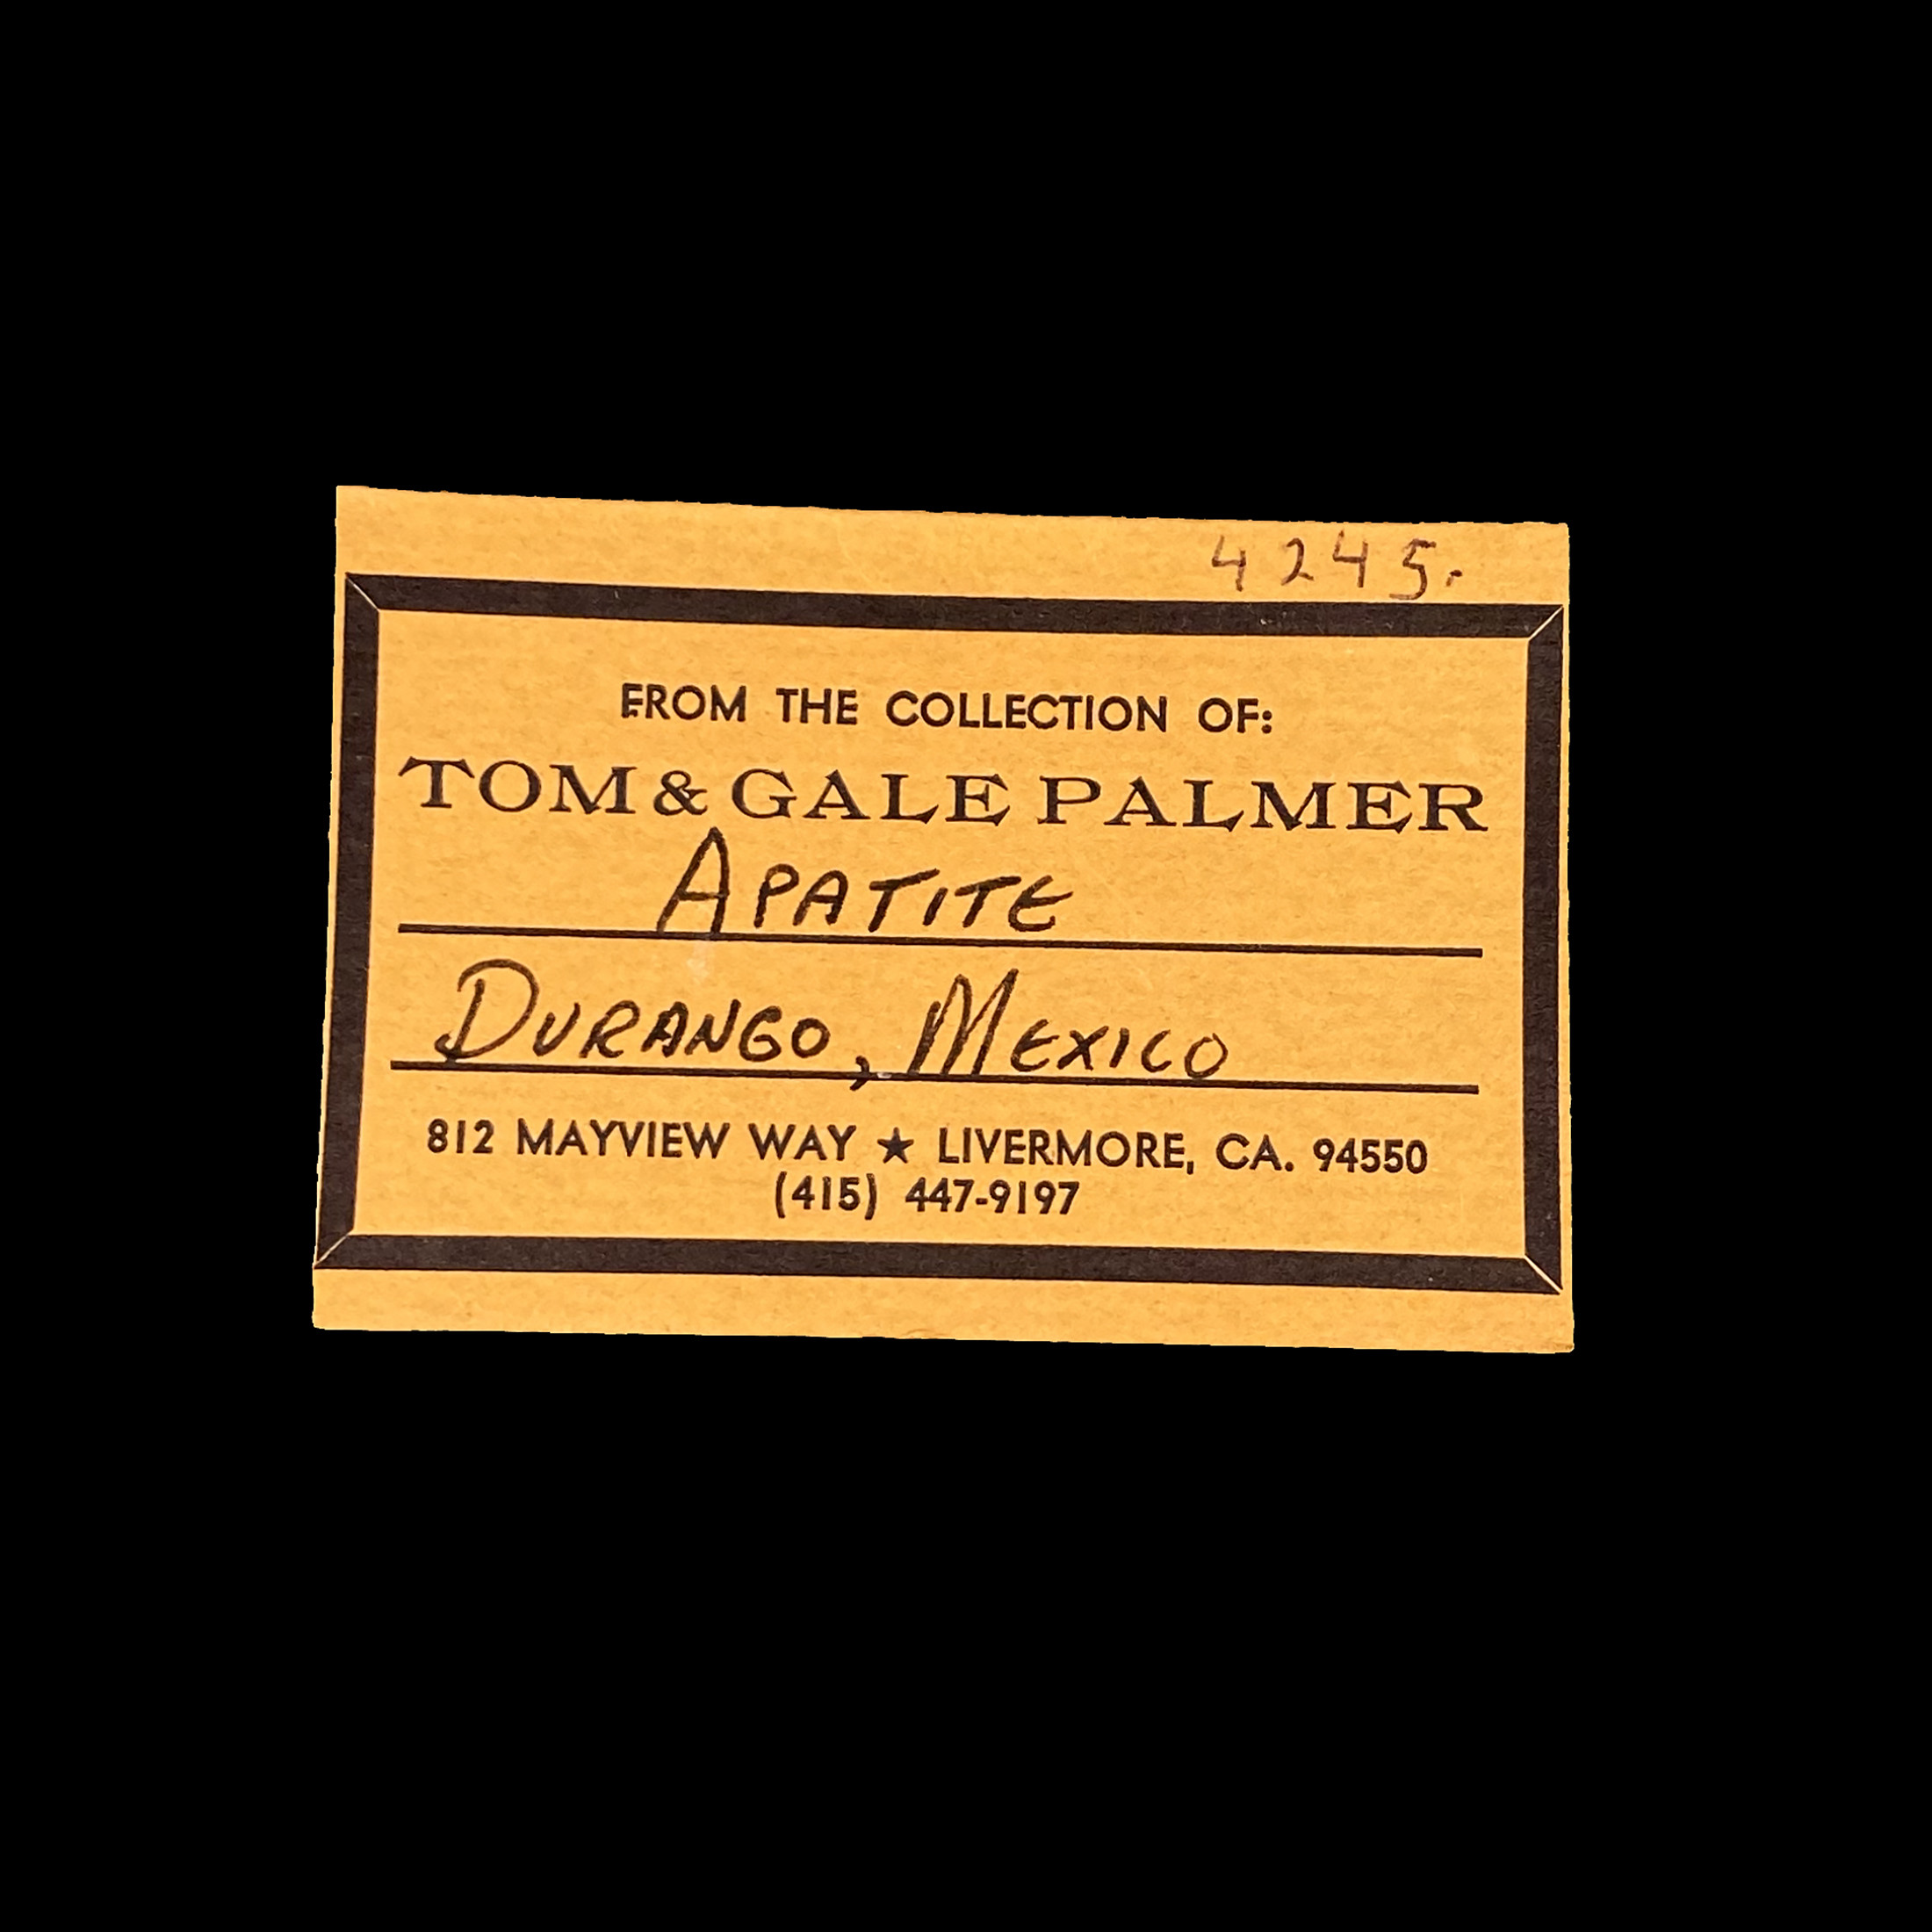 4245.
FROM THE COLLECTION OF:
TOM & GALE PALMER
APATITE
DURANGO, MEXICO
812 MAYVIEW WAY ★ LIVERMORE, CA. 94550
(415) 447-9197